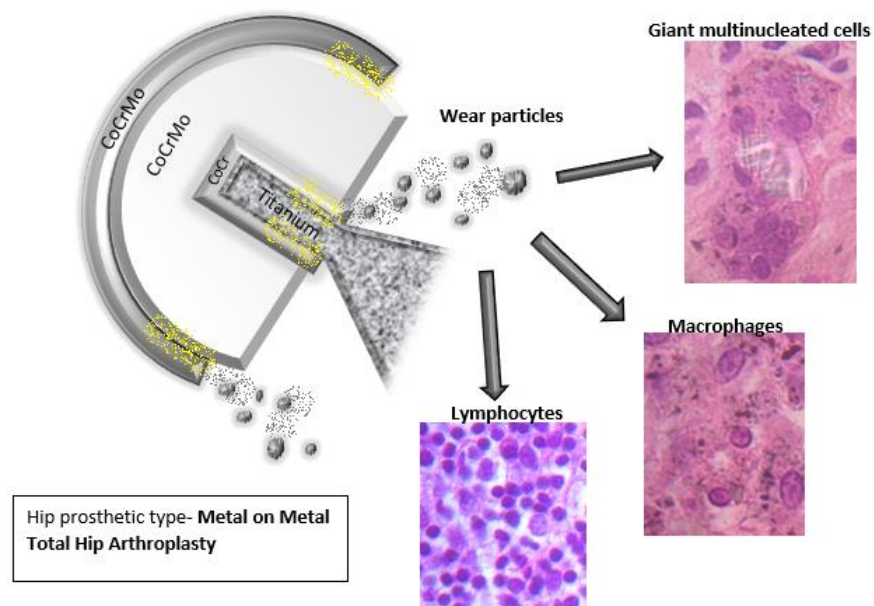 Giant multinucleated cells
CoCrMo
CoCrMo
CoCr
Titanium
Wear particles
Macrophages
Lymphocytes
Hip prosthetic type- Metal on Metal
Total Hip Arthroplasty